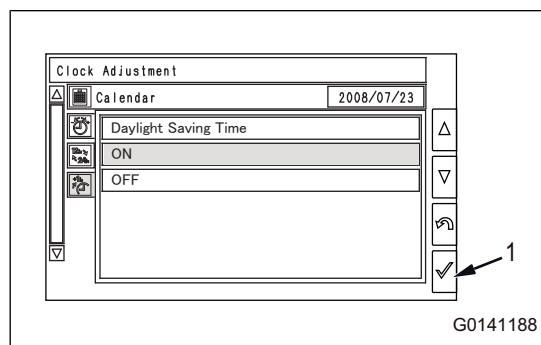 Clock Adjustment
Calendar 2008/07/23
Daylight Saving Time
ON
OFF
1
G0141188